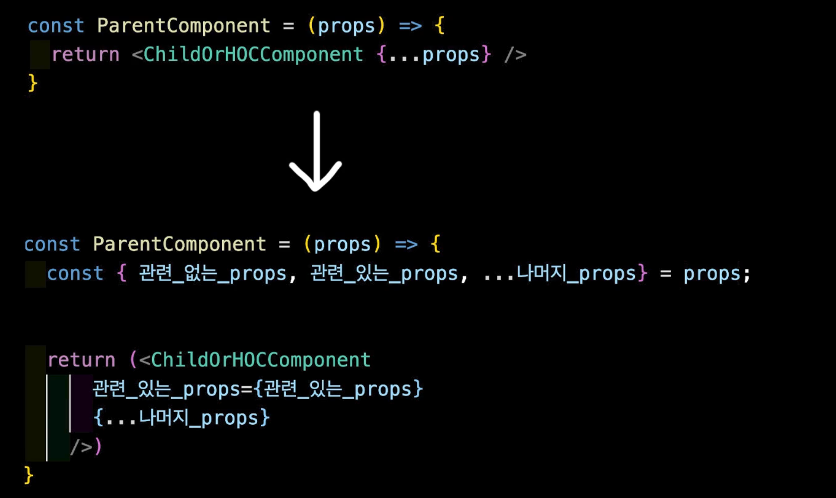 const ParentComponent = (props) => {
return <ChildOrHOCComponent {...props} />
}
const ParentComponent = (props) => {
const { 관련_없는_props, 관련_있는_props, ...나머지_props} = props;
return (<ChildOrHOCComponent
관련_있는_props={관련_있는_props}
{...나머지_props}
/>)
}